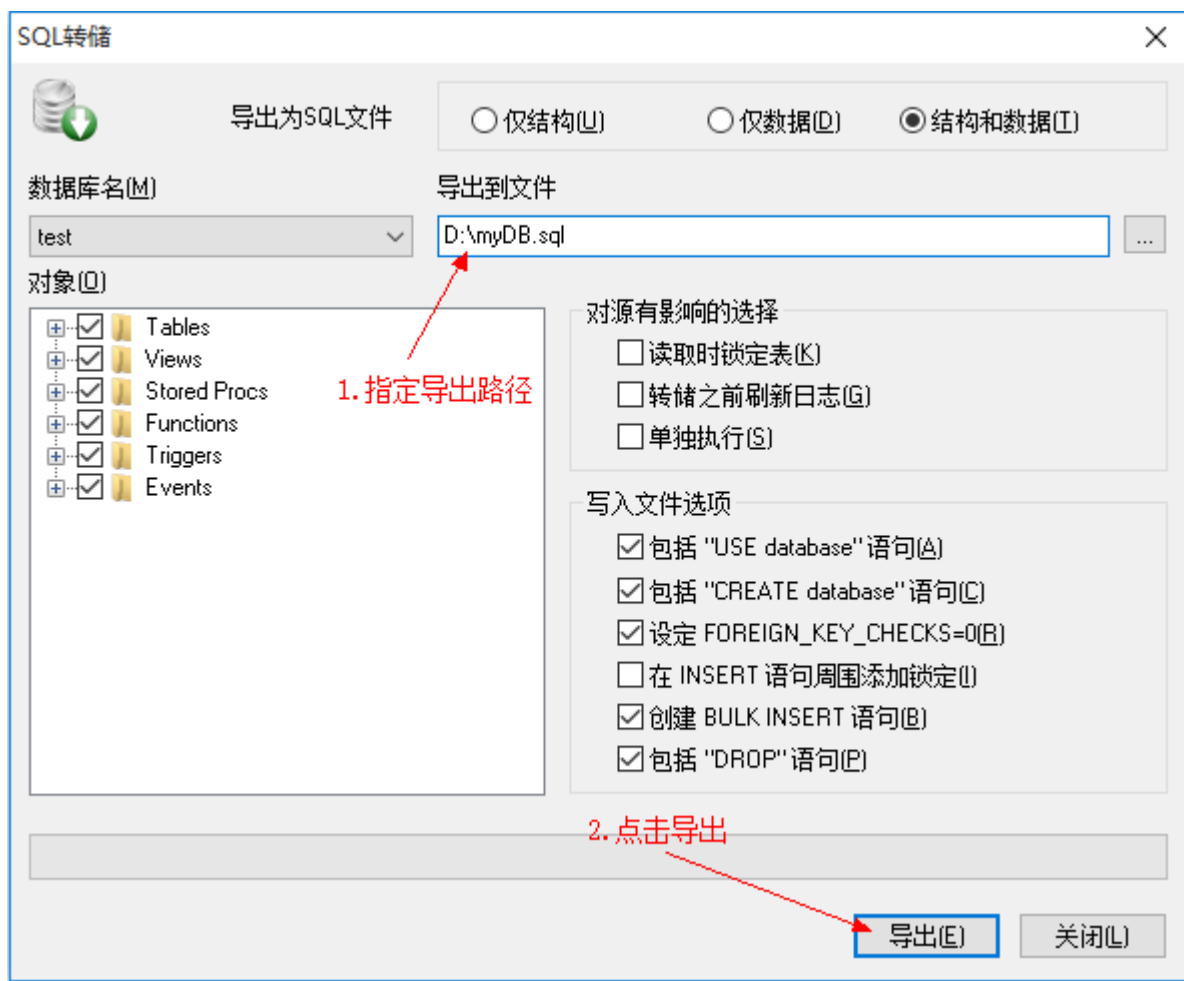 SQL转储
导出为SQL文件
仅结构(U)
仅数据(D)
结构和数据(T)
数据库名(M)
导出到文件
test
D:\myDB.sql
...
对象(O)
Tables
Views
Stored Procs
Functions
Triggers
Events
1.指定导出路径
对源有影响的选择
读取时锁定表(K)
转储之前刷新日志(G)
单独执行(S)
写入文件选项
包括 "USE database" 语句(A)
包括 "CREATE database" 语句(C)
设定 FOREIGN_KEY_CHECKS=0(R)
在 INSERT 语句周围添加锁定(I)
创建 BULK INSERT 语句(B)
包括 "DROP" 语句(P)
2.点击导出
导出(E)
关闭(L)